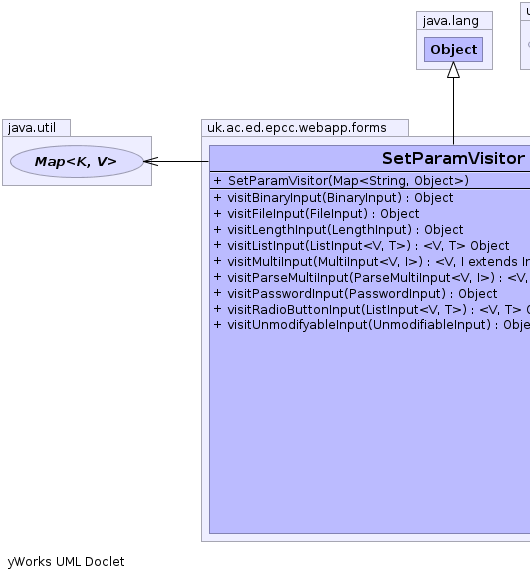 java.lang
Object
java.util
Map<K, V>
uk.ac.ed.epcc.webapp.forms
SetParamVisitor
+ SetParamVisitor(Map<String, Object>)
+ visitBinaryInput(BinaryInput) : Object
+ visitFileInput(FileInput) : Object
+ visitLengthInput(LengthInput) : Object
+ visitListInput(ListInput<V, T>) : <V, T> Object
+ visitMultiInput(MultiInput<V, I>) : <V, I extends In
+ visitParseMultiInput(ParseMultiInput<V, I>) : <V,
+ visitPasswordInput(PasswordInput) : Object
+ visitRadioButtonInput(ListInput<V, T>) : <V, T>
+ visitUnmodifyableInput(UnmodifiableInput) : Obje
yWorks UML Doclet